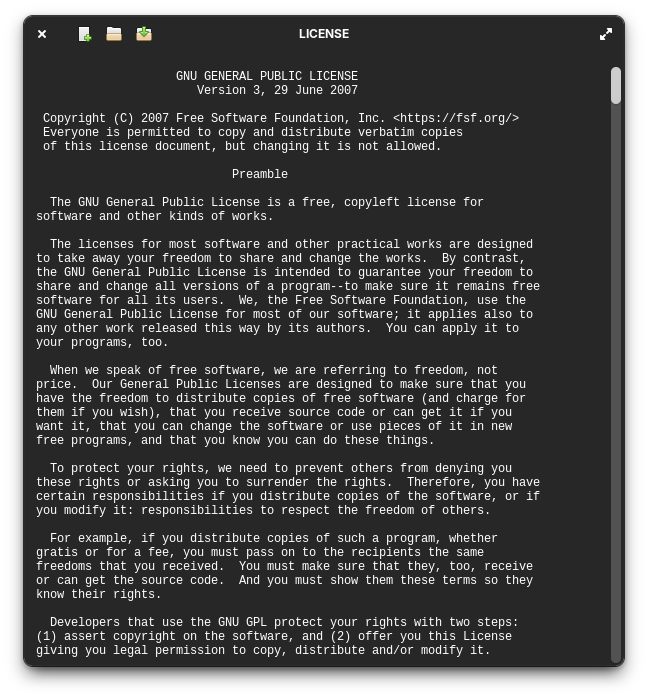 LICENSE
GNU GENERAL PUBLIC LICENSE
Version 3, 29 June 2007
Copyright (C) 2007 Free Software Foundation, Inc. <https://fsf.org/>
Everyone is permitted to copy and distribute verbatim copies
of this license document, but changing it is not allowed.
Preamble
The GNU General Public License is a free, copyleft license for
software and other kinds of works.
The licenses for most software and other practical works are designed
to take away your freedom to share and change the works.  By contrast,
the GNU General Public License is intended to guarantee your freedom to
share and change all versions of a program--to make sure it remains free
software for all its users.  We, the Free Software Foundation, use the
GNU General Public License for most of our software; it applies also to
any other work released this way by its authors.  You can apply it to
your programs, too.
When we speak of free software, we are referring to freedom, not
price.  Our General Public Licenses are designed to make sure that you
have the freedom to distribute copies of free software (and charge for
them if you wish), that you receive source code or can get it if you
want it, that you can change the software or use pieces of it in new
free programs, and that you know you can do these things.
To protect your rights, we need to prevent others from denying you
these rights or asking you to surrender the rights.  Therefore, you have
certain responsibilities if you distribute copies of the software, or if
you modify it: responsibilities to respect the freedom of others.
For example, if you distribute copies of such a program, whether
gratis or for a fee, you must pass on to the recipients the same
freedoms that you received.  You must make sure that they, too, receive
or can get the source code.  And you must show them these terms so they
know their rights.
Developers that use the GNU GPL protect your rights with two steps:
(1) assert copyright on the software, and (2) offer you this License
giving you legal permission to copy, distribute and/or modify it.